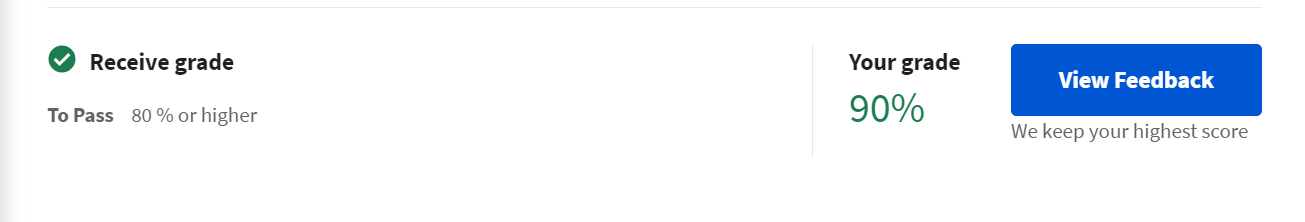 Receive grade
To Pass 80 % or higher
Your grade
90%
View Feedback
We keep your highest score